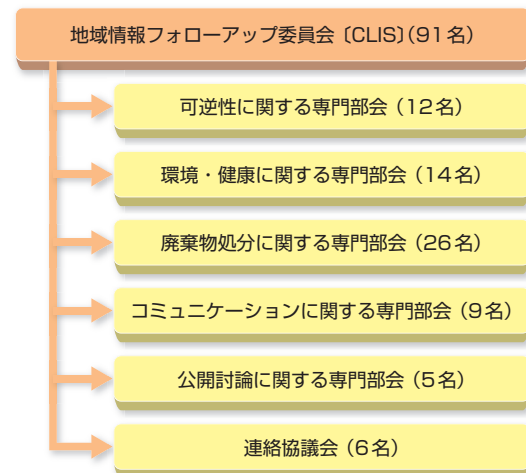 地域情報フォローアップ委員会〔CLIS〕(91名)
可逆性に関する専門部会（12名）
環境・健康に関する専門部会（14名）
廃棄物処分に関する専門部会（26名）
コミュニケーションに関する専門部会（9名）
公開討論に関する専門部会（5名）
連絡協議会（6名）